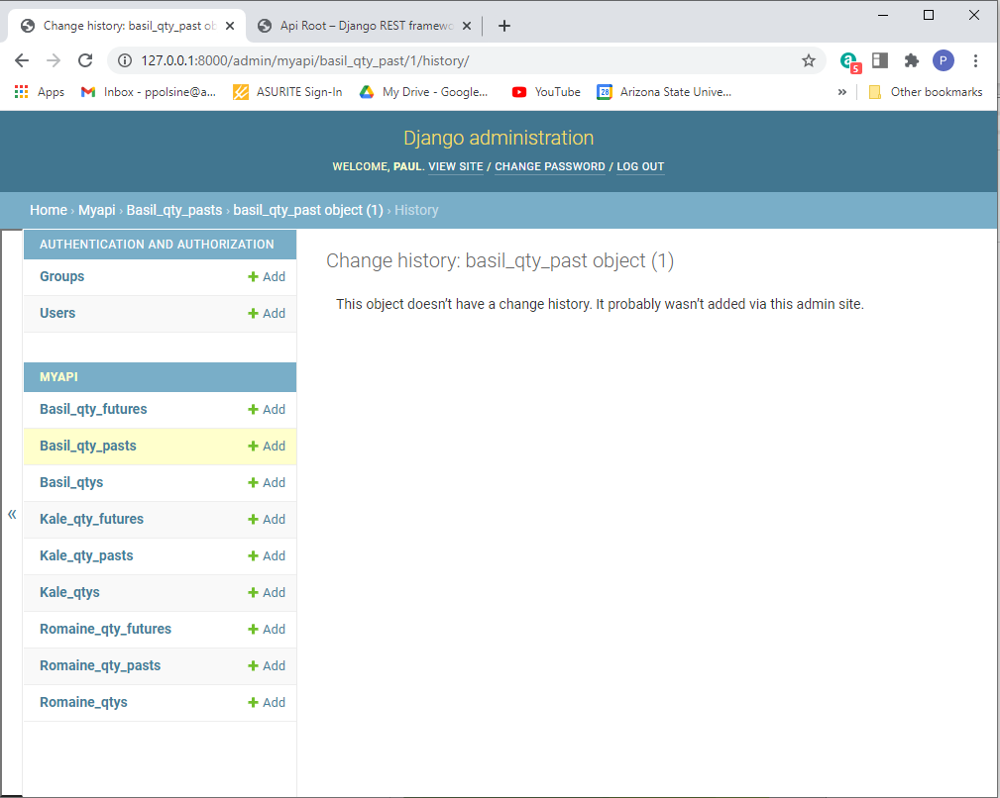 Change history: basil_qty_past ob
Api Root – Django REST framewo
127.0.0.1:8000/admin/myapi/basil_qty_past/1/history/
a
5
P
Apps
Inbox - ppolsine@a...
ASURITE Sign-In
My Drive - Google...
YouTube
28
Arizona State Unive...
»
Other bookmarks
Django administration
WELCOME, PAUL. VIEW SITE / CHANGE PASSWORD / LOG OUT
Home › Myapi › Basil_qty_pasts › basil_qty_past object (1) › History
«
AUTHENTICATION AND AUTHORIZATION
Groups + Add
Users + Add
MYAPI
Basil_qty_futures + Add
Basil_qty_pasts + Add
Basil_qtys + Add
Kale_qty_futures + Add
Kale_qty_pasts + Add
Kale_qtys + Add
Romaine_qty_futures + Add
Romaine_qty_pasts + Add
Romaine_qtys + Add
Change history: basil_qty_past object (1)
This object doesn’t have a change history. It probably wasn’t added via this admin site.